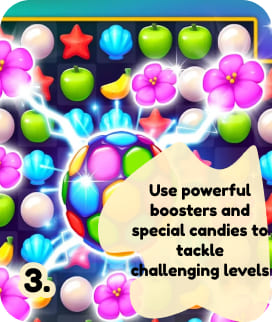 Use powerful
boosters and
special candies to
tackle
challenging levels
3.